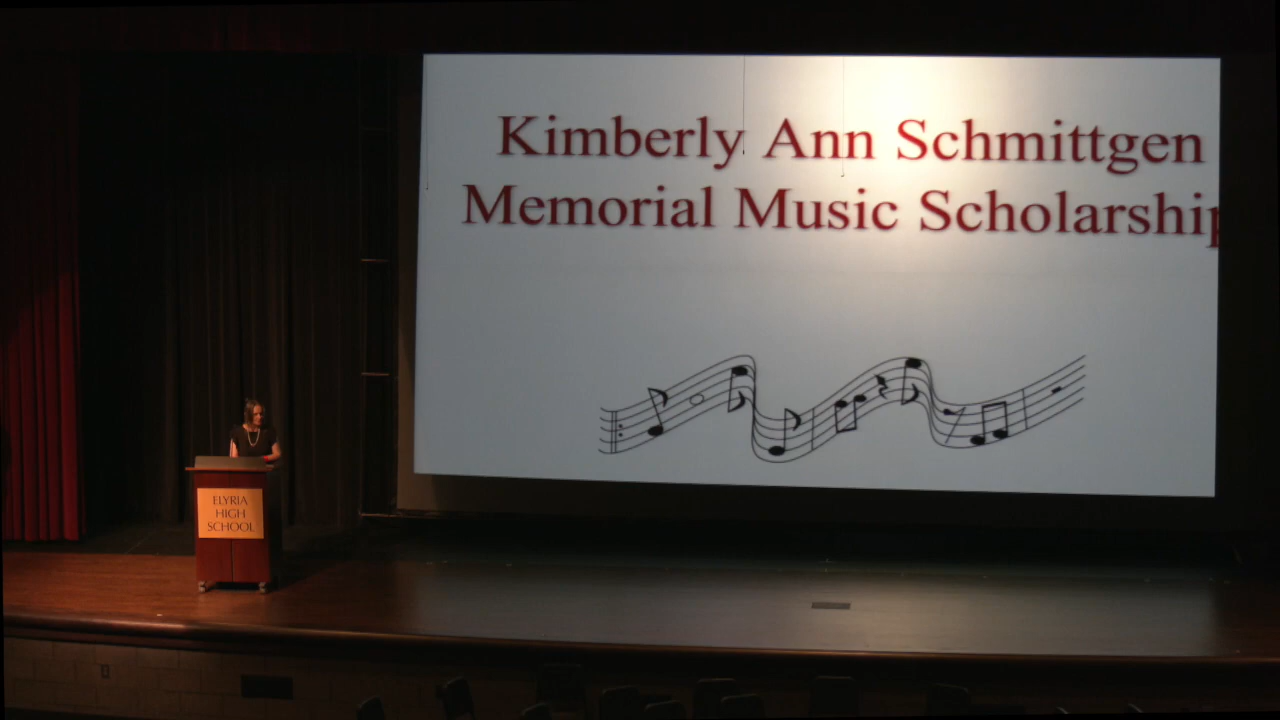 Kimberly Ann Schmittgen
Memorial Music Scholarship
ELYRIA
HIGH
SCHOOL